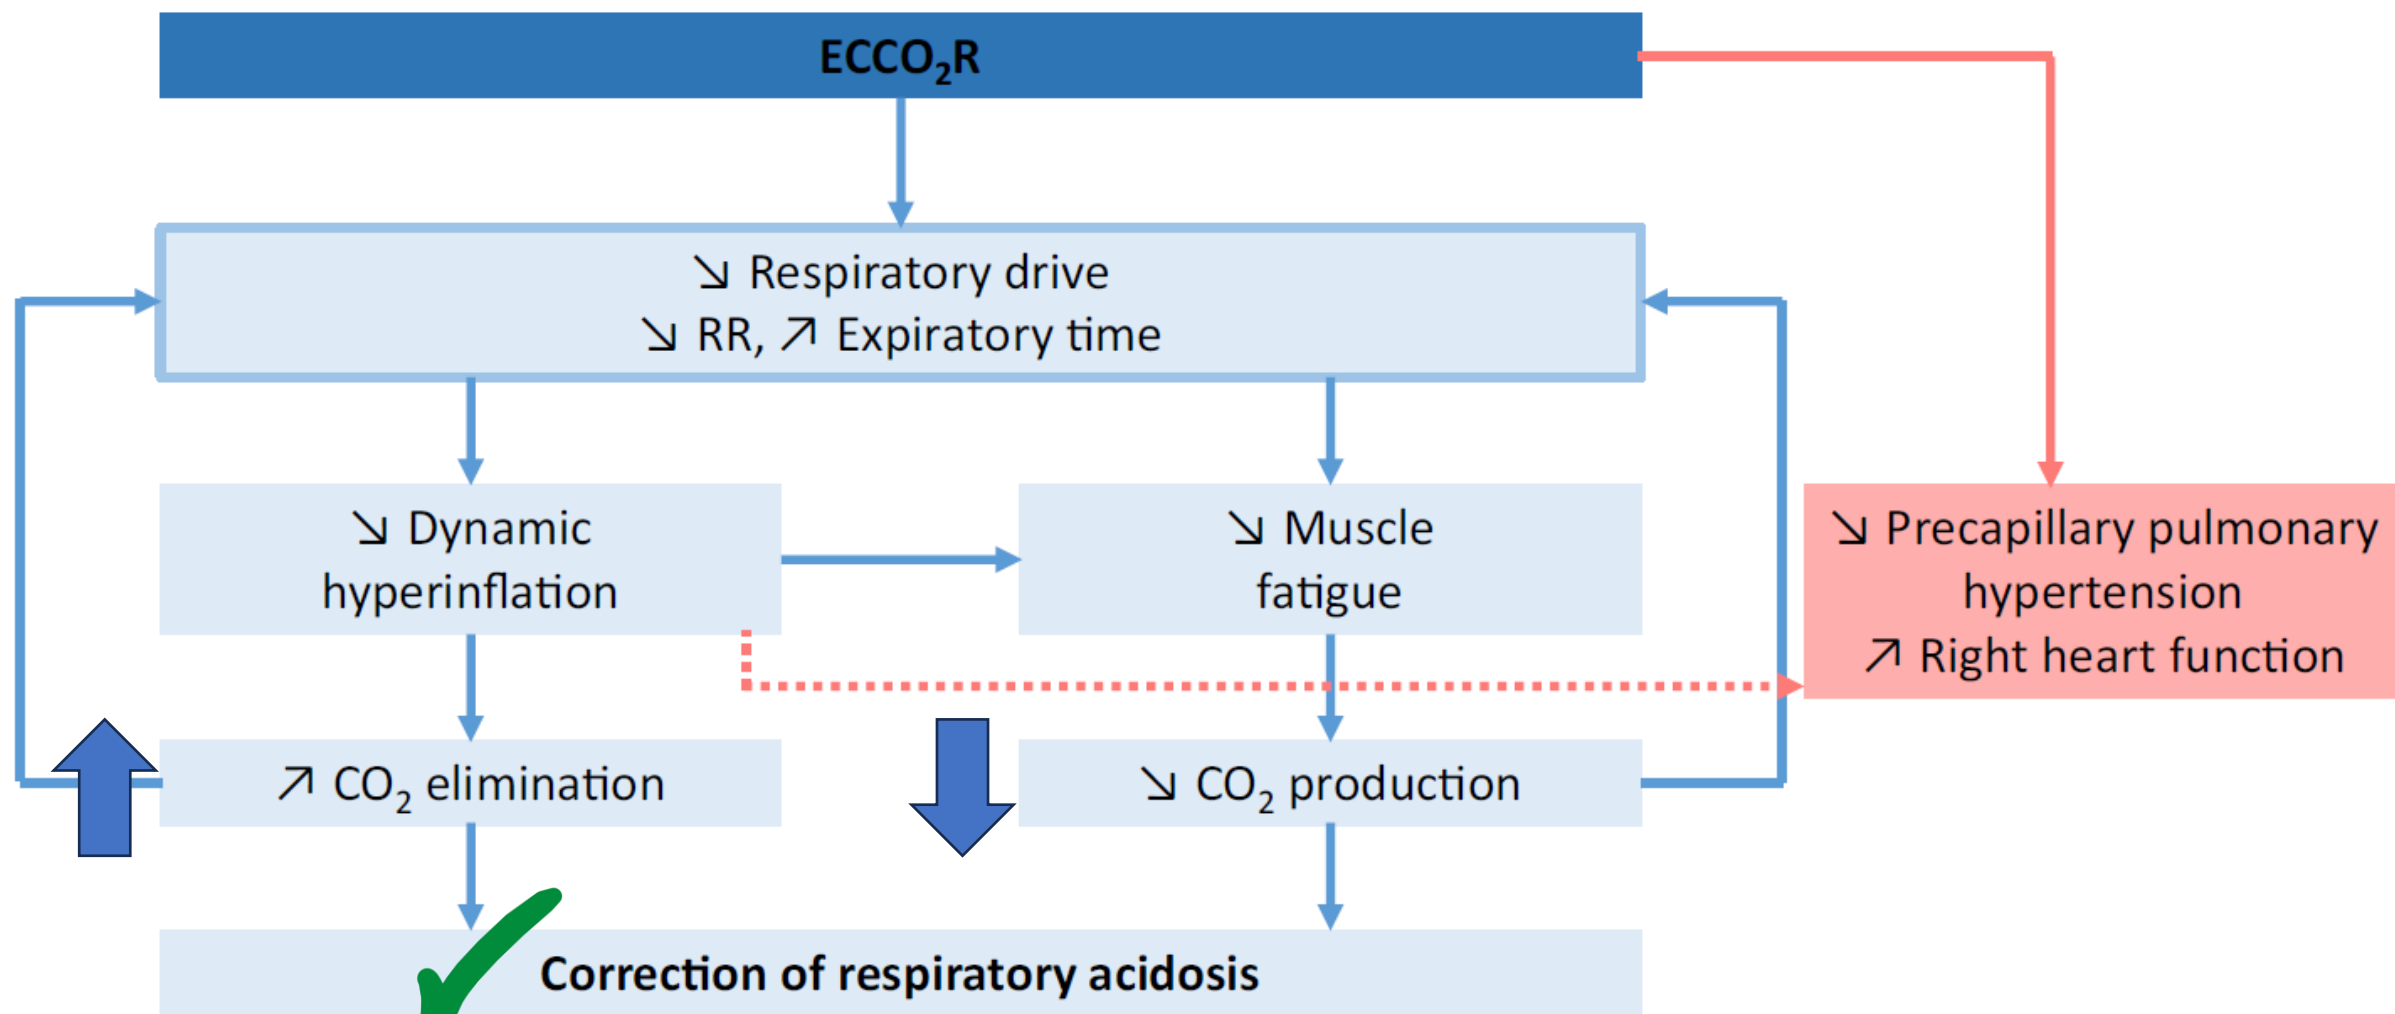 ECCO₂R
↘ Respiratory drive
↘ RR, ↗ Expiratory time
↘ Dynamic
hyperinflation
↘ Muscle
fatigue
↘ Precapillary pulmonary
hypertension
↗ Right heart function
↗ CO₂ elimination
↘ CO₂ production
Correction of respiratory acidosis